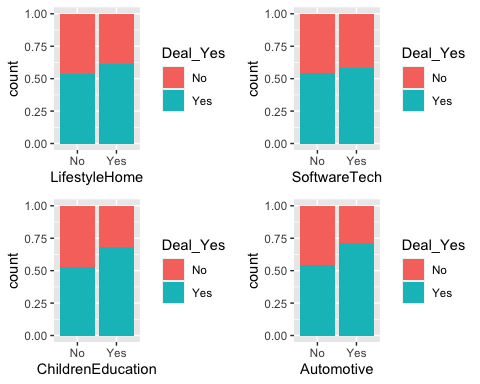 1.00
0.75
0.50
0.25
0.00
count
No
Yes
LifestyleHome
Deal_Yes
No
Yes
1.00
0.75
0.50
0.25
0.00
count
No
Yes
SoftwareTech
Deal_Yes
No
Yes
1.00
0.75
0.50
0.25
0.00
count
No
Yes
ChildrenEducation
Deal_Yes
No
Yes
1.00
0.75
0.50
0.25
0.00
count
No
Yes
Automotive
Deal_Yes
No
Yes